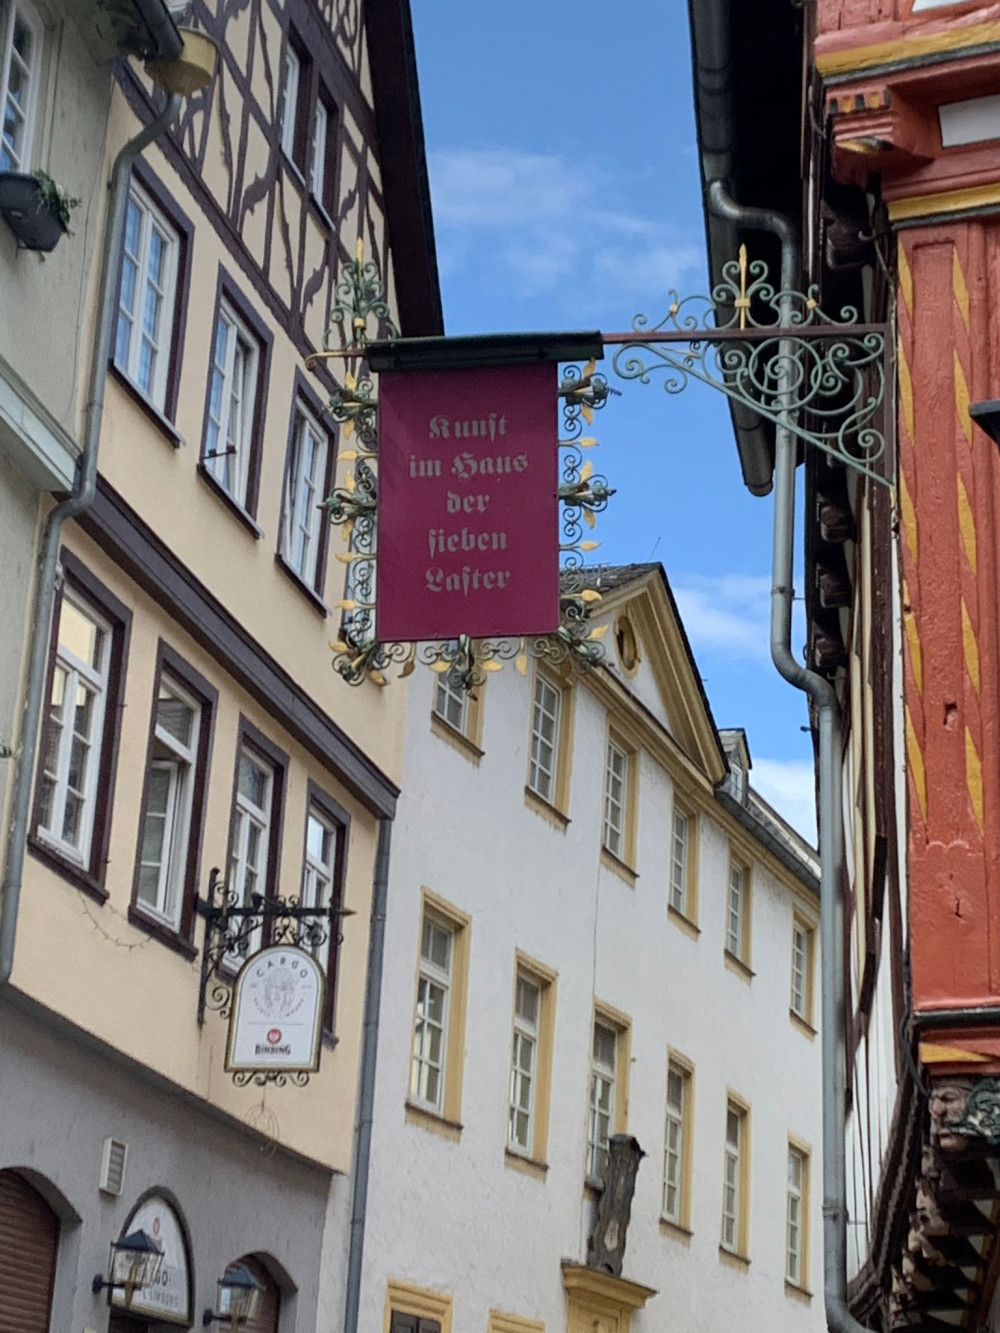 Kunſt
im Haus
der
ſieben
Laſter
CARGO
BINDING